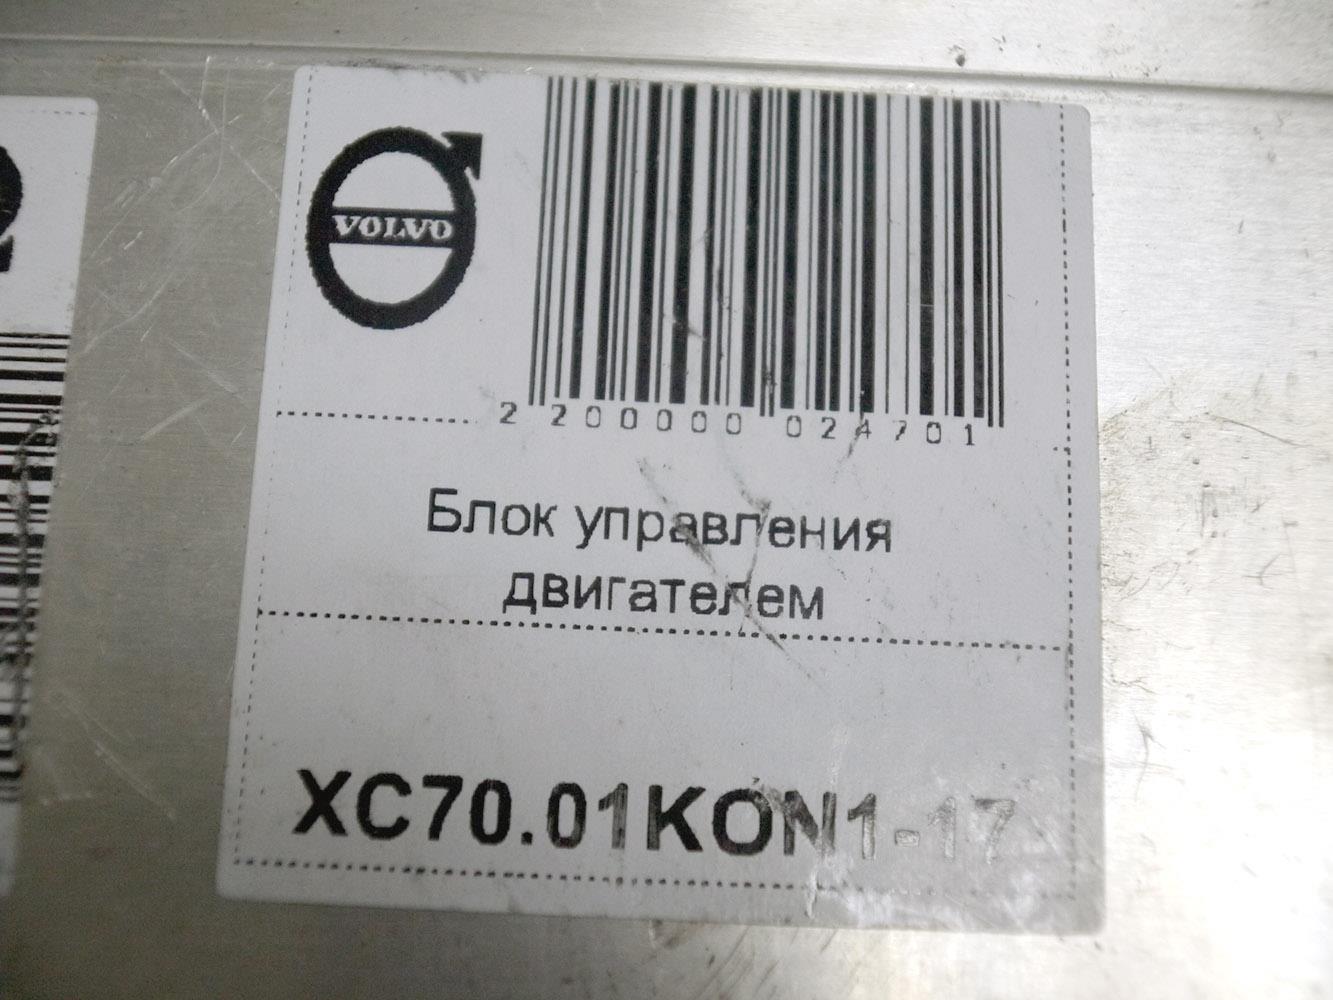 VOLVO
2 200000 024701
Блок управления
двигателем
XC70.01KON1-17